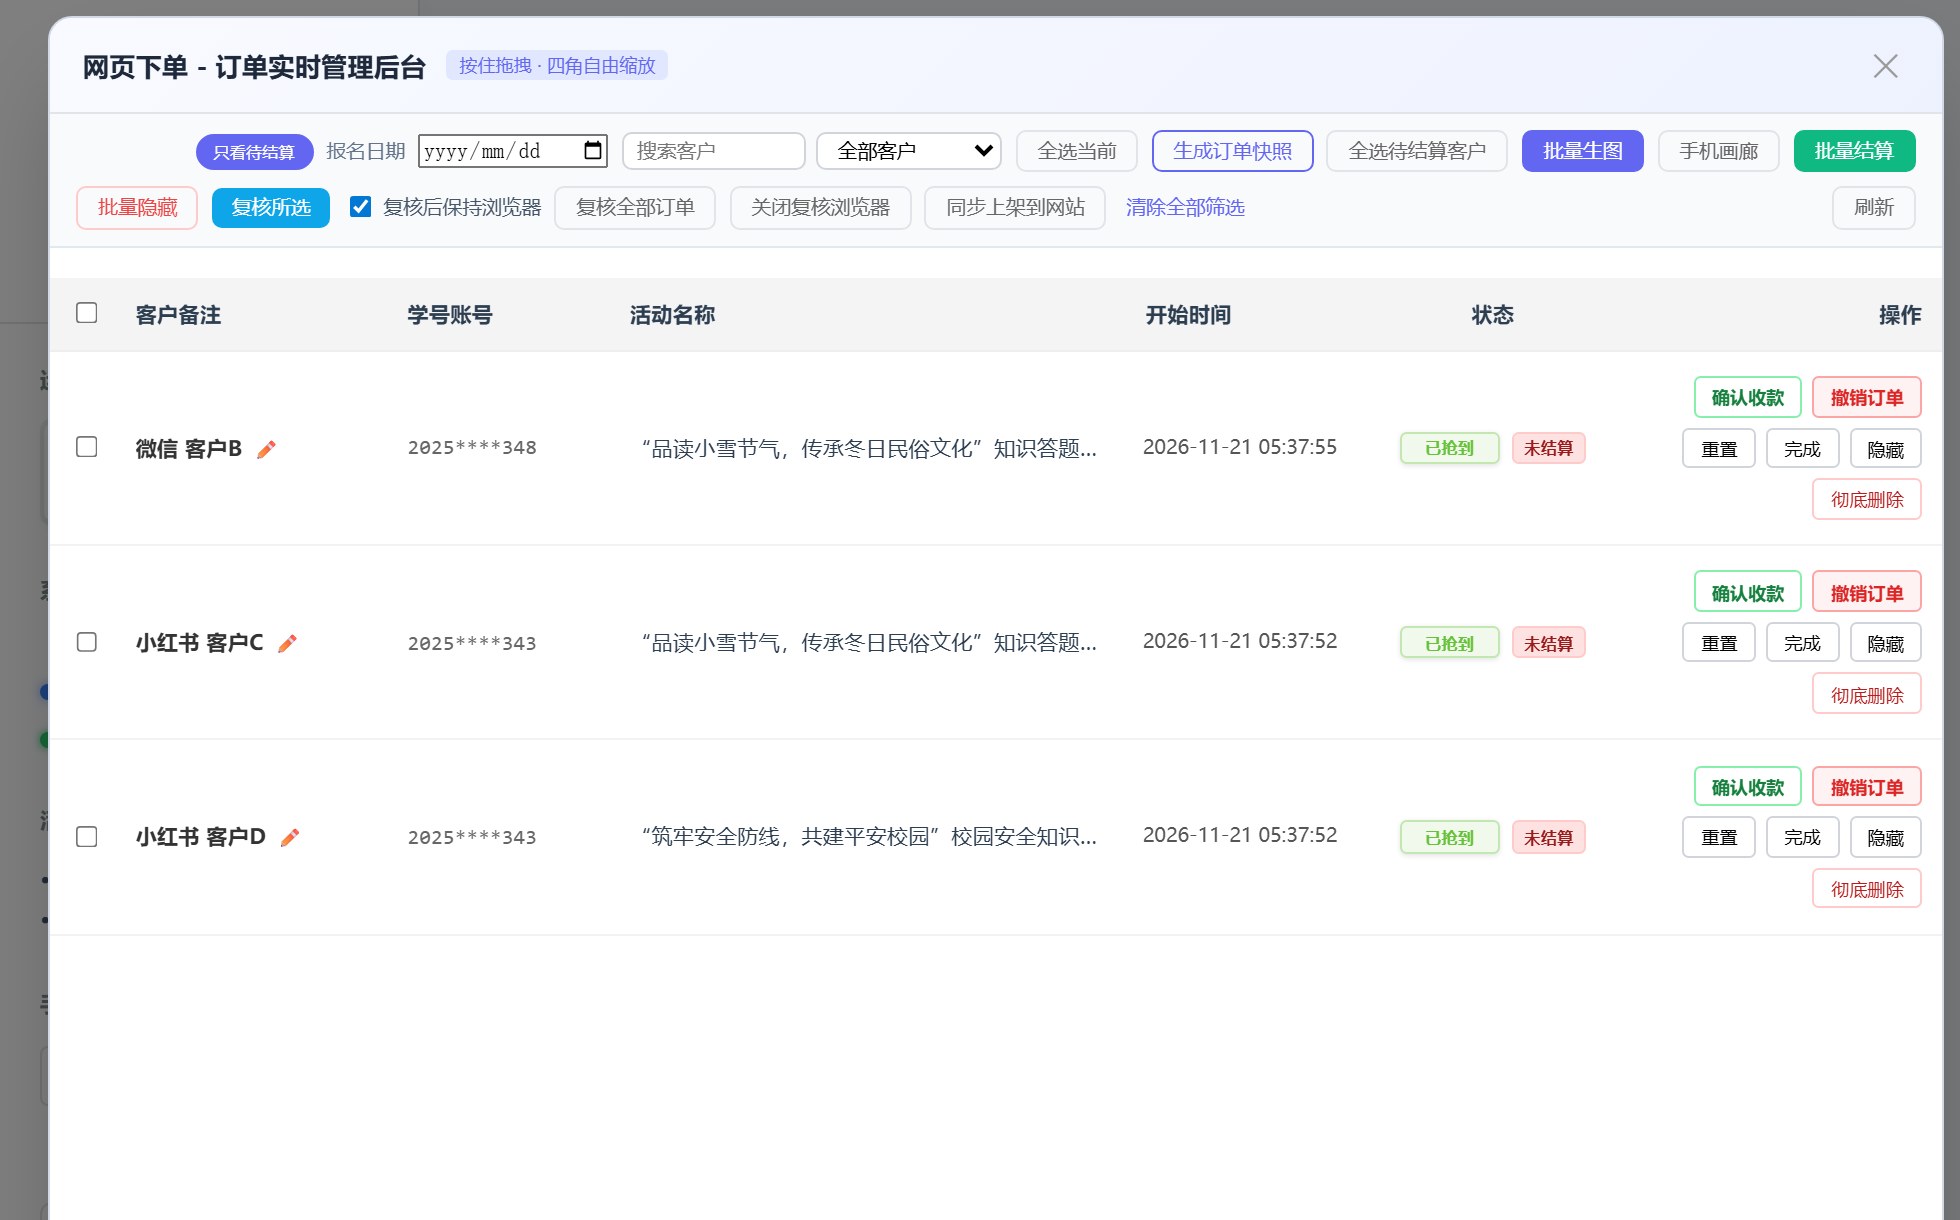 网页下单 - 订单实时管理后台 按住拖拽 · 四角自由缩放
只看待结算 报名日期 yyyy/mm/dd 搜索客户 全部客户 全选当前 生成订单快照 全选待结算客户 批量生图 手机画廊 批量结算
批量隐藏 复核所选 复核后保持浏览器 复核全部订单 关闭复核浏览器 同步上架到网站 清除全部筛选 刷新
客户备注 学号账号 活动名称 开始时间 状态 操作
确认收款 撤销订单
微信 客户B 2025****348 “品读小雪节气，传承冬日民俗文化”知识答题... 2026-11-21 05:37:55 已抢到 未结算 重置 完成 隐藏
彻底删除
确认收款 撤销订单
小红书 客户C 2025****343 “品读小雪节气，传承冬日民俗文化”知识答题... 2026-11-21 05:37:52 已抢到 未结算 重置 完成 隐藏
彻底删除
确认收款 撤销订单
小红书 客户D 2025****343 “筑牢安全防线，共建平安校园”校园安全知识... 2026-11-21 05:37:52 已抢到 未结算 重置 完成 隐藏
彻底删除